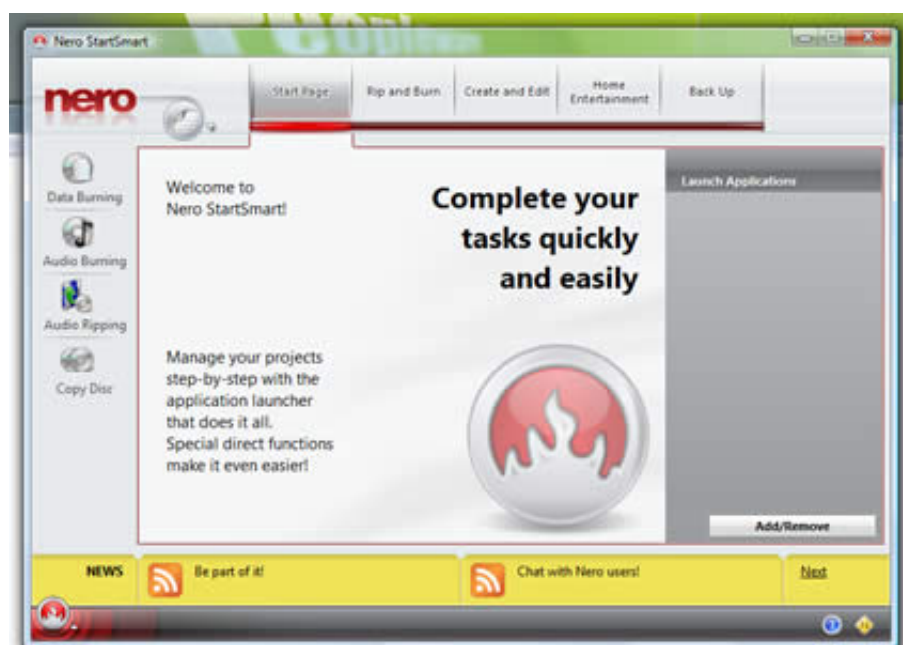 Nero StartSmart
nero
Start Page
Rip and Burn
Create and Edit
Home
Entertainment
Back Up
Data Burning
Audio Burning
Audio Ripping
Copy Disc
Welcome to
Nero StartSmart!
Complete your
tasks quickly
and easily
Manage your projects
step-by-step with the
application launcher
that does it all.
Special direct functions
make it even easier!
Launch Applications
Add/Remove
NEWS
Be part of it!
Chat with Nero users!
Next